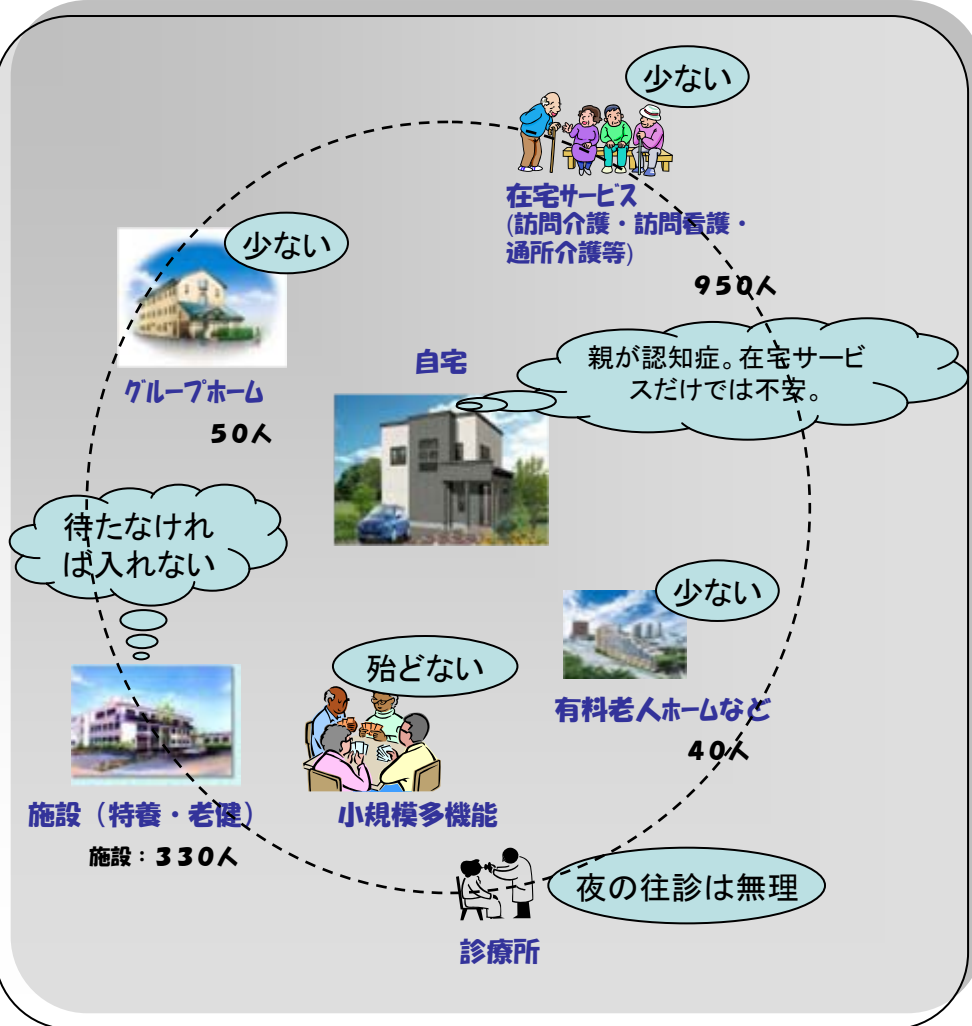 少ない
在宅サービス
(訪問介護・訪問看護・
通所介護等)
950人
少ない
グループホーム
50人
自宅
親が認知症。在宅サービ
スだけでは不安。
待たなけれ
ば入れない
施設（特養・老健）
施設：330人
殆どない
小規模多機能
少ない
有料老人ホームなど
40人
夜の往診は無理
診療所